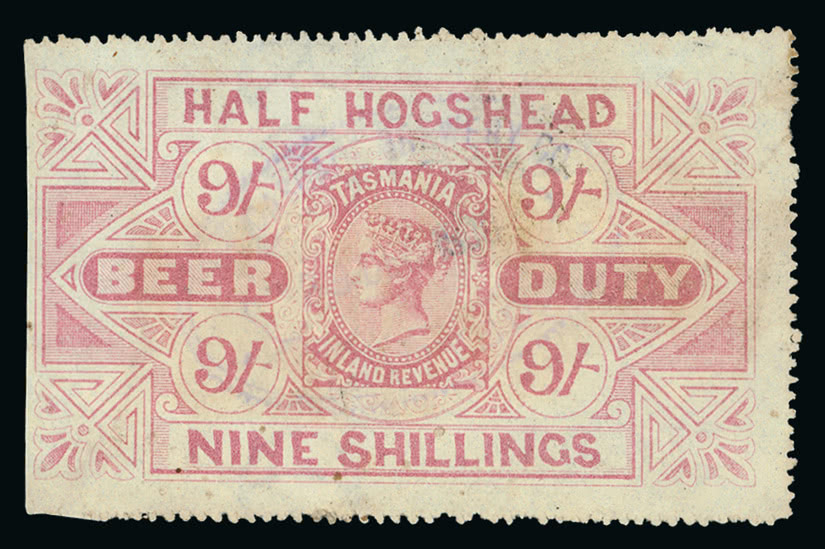 HALF HOGSHEAD
9/- 9/-
TASMANIA
BEER DUTY
INLAND REVENUE
9/- 9/-
NINE SHILLINGS